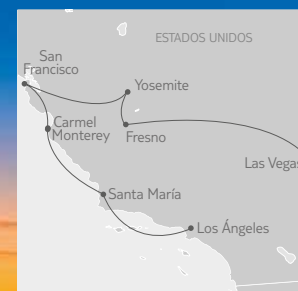 ESTADOS UNIDOS
San
Francisco
Yosemite
Carmel
Monterey
Fresno
Las Vegas
Santa María
Los Ángeles